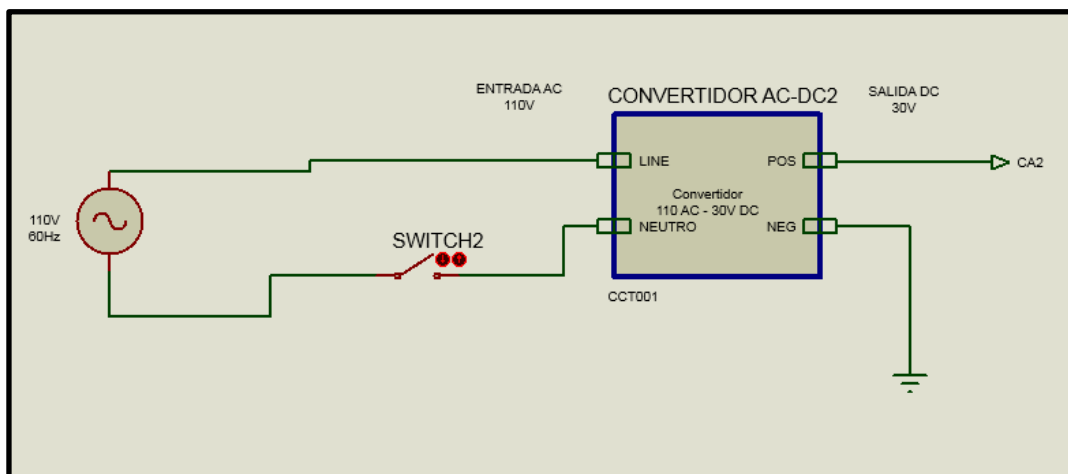 ENTRADA AC
110V
CONVERTIDOR AC-DC2
SALIDA DC
30V
LINE
POS
CA2
Convertidor
110 AC - 30V DC
110V
60Hz
NEUTRO
NEG
SWITCH2
CCT001